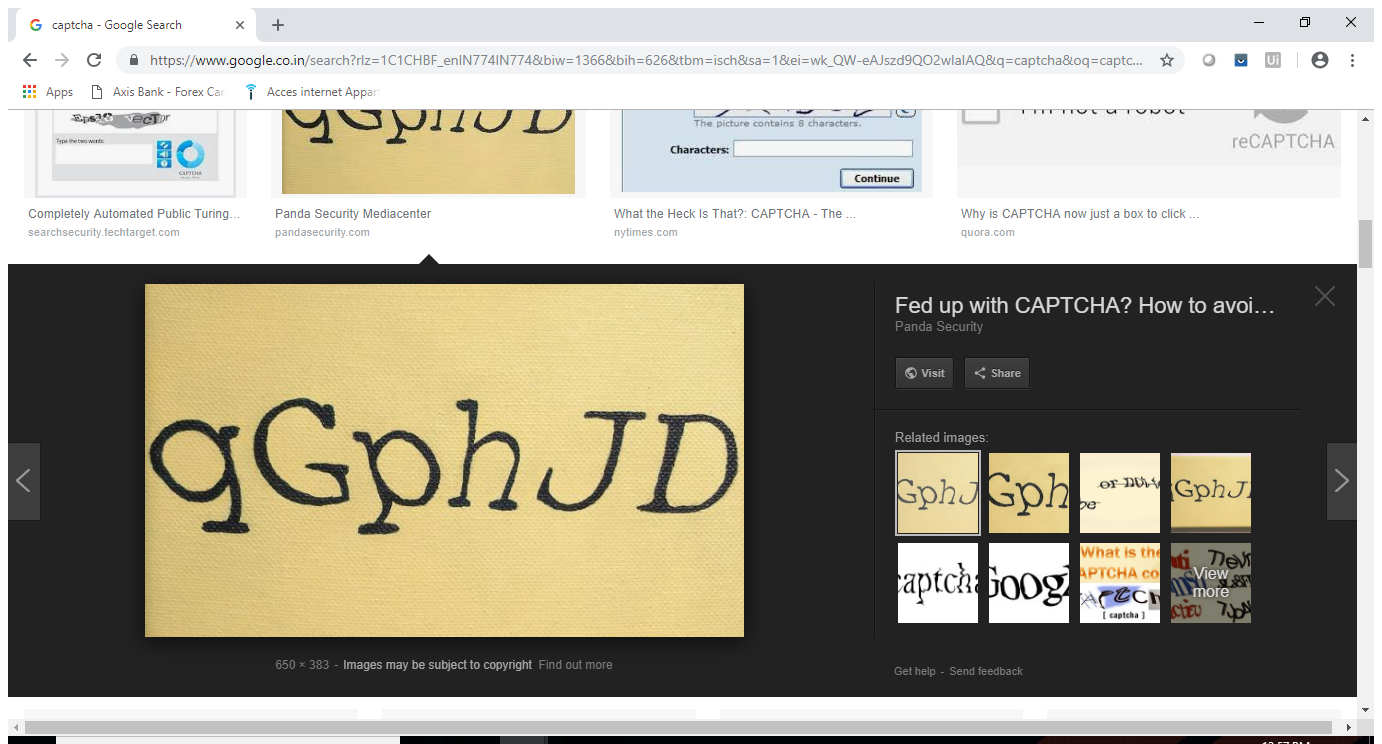 captcha - Google Search
https://www.google.co.in/search?rlz=1C1CHBF_enIN774IN774&biw=1366&bih=626&tbm=isch&sa=1&ei=wk_QW-eAJszd9QO2wIaIAQ&q=captcha&oq=captc...
Apps Axis Bank - Forex Car Acces internet Appar
Type the two words:
CAPTCHA
The picture contains 8 characters.
Characters:
Continue
I'm not a robot
reCAPTCHA
Completely Automated Public Turing...
searchsecurity.techtarget.com
Panda Security Mediacenter
pandasecurity.com
What the Heck Is That?: CAPTCHA - The ...
nytimes.com
Why is CAPTCHA now just a box to click ...
quora.com
qGphJD
650 × 383 - Images may be subject to copyright Find out more
Fed up with CAPTCHA? How to avoi...
Panda Security
Visit Share
Related images:
GphJ
Gph
or
GphJ
captcha
Googl
What is the
APTCHA co
[ captcha ]
View
more
Get help - Send feedback